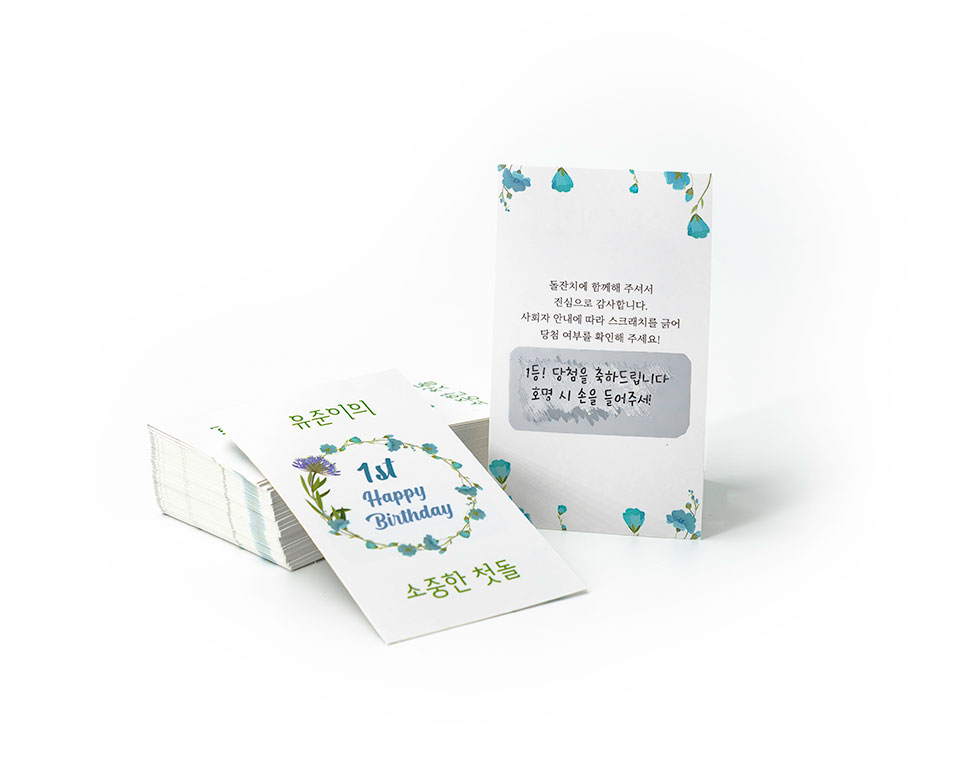 유준이의
1st
Happy
Birthday
소중한 첫돌
돌잔치에 함께해 주셔서
진심으로 감사합니다.
사회자 안내에 따라 스크래치를 긁어
당첨 여부를 확인해 주세요!
1등! 당첨을 축하드립니다
호명 시 손을 들어주세!